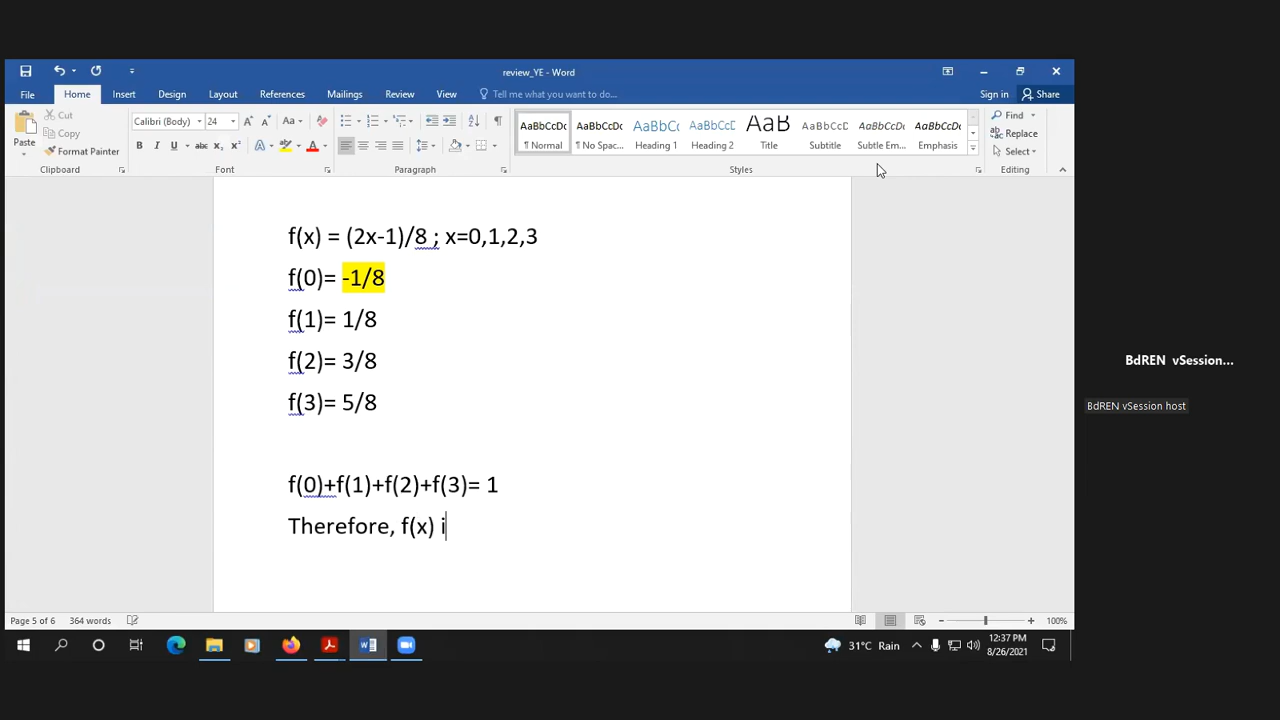 review_YE - Word
File Home Insert Design Layout References Mailings Review View Tell me what you want to do... Sign in Share
Paste Cut Copy Format Painter
Calibri (Body) 24 Aa
B I U abc x₂ x² A A
AaBbCcDc AaBbCcDc AaBbCc AaBbCcD AaB AaBbCcD AaBbCcDc AaBbCcDc
¶ Normal ¶ No Spac... Heading 1 Heading 2 Title Subtitle Subtle Em... Emphasis
Find
Replace
Select
Clipboard Font Paragraph Styles Editing
f(x) = (2x-1)/8 ; x=0,1,2,3
f(0)= -1/8
f(1)= 1/8
f(2)= 3/8
f(3)= 5/8
f(0)+f(1)+f(2)+f(3)= 1
Therefore, f(x) i
BdREN vSession...
BdREN vSession host
Page 5 of 6 364 words 100%
31°C Rain 12:37 PM
8/26/2021